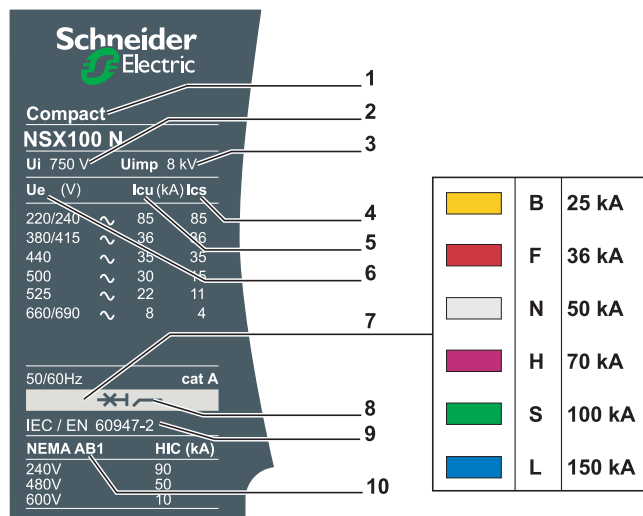 Schneider
Electric
Compact
NSX100 N
Ui 750 V Uimp 8 kV
Ue (V) Icu (kA) Ics
220/240 ∿ 85 85
380/415 ∿ 36 36
440 ∿ 35 35
500 ∿ 30 15
525 ∿ 22 11
660/690 ∿ 8 4
50/60Hz cat A
IEC / EN 60947-2
NEMA AB1 HIC (kA)
240V 90
480V 50
600V 10
1
2
3
4
5
6
7
8
9
10
B 25 kA
F 36 kA
N 50 kA
H 70 kA
S 100 kA
L 150 kA